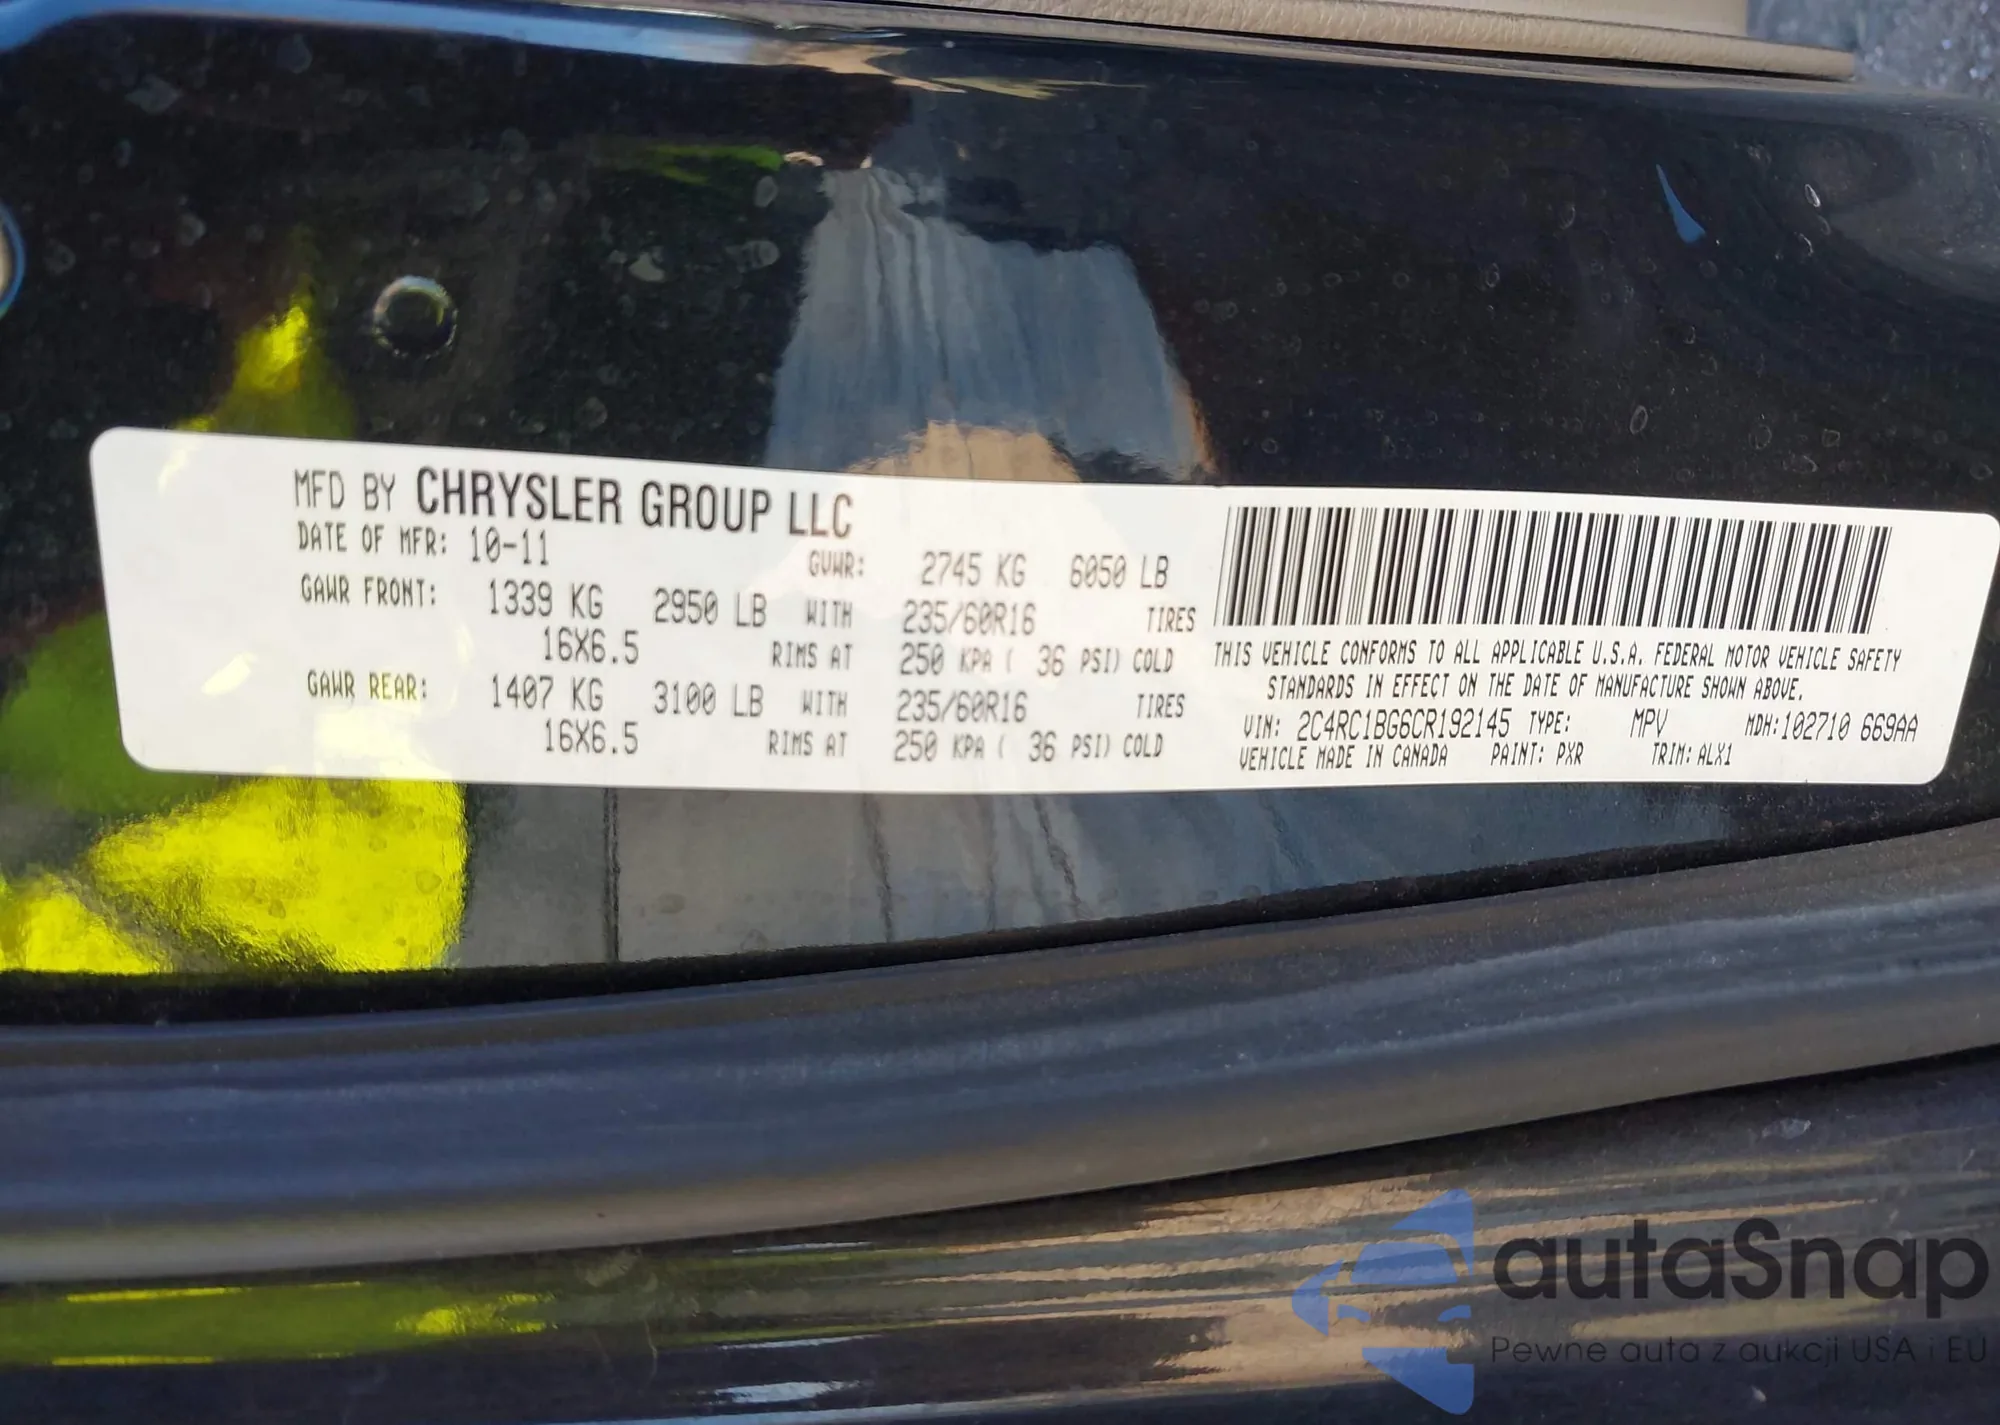 MFD BY CHRYSLER GROUP LLC
DATE OF MFR: 10-11 GVWR: 2745 KG 6050 LB
GAWR FRONT: 1339 KG 2950 LB WITH 235/60R16 TIRES
16X6.5 RIMS AT 250 KPA ( 36 PSI) COLD
GAWR REAR: 1407 KG 3100 LB WITH 235/60R16 TIRES
16X6.5 RIMS AT 250 KPA ( 36 PSI) COLD
THIS VEHICLE CONFORMS TO ALL APPLICABLE U.S.A. FEDERAL MOTOR VEHICLE SAFETY
STANDARDS IN EFFECT ON THE DATE OF MANUFACTURE SHOWN ABOVE.
VIN: 2C4RC1BG6CR192145 TYPE: MPV MDH:102710 669AA
VEHICLE MADE IN CANADA PAINT: PXR TRIM: ALX1
autaSnap
Pewne auta z aukcji USA i EU